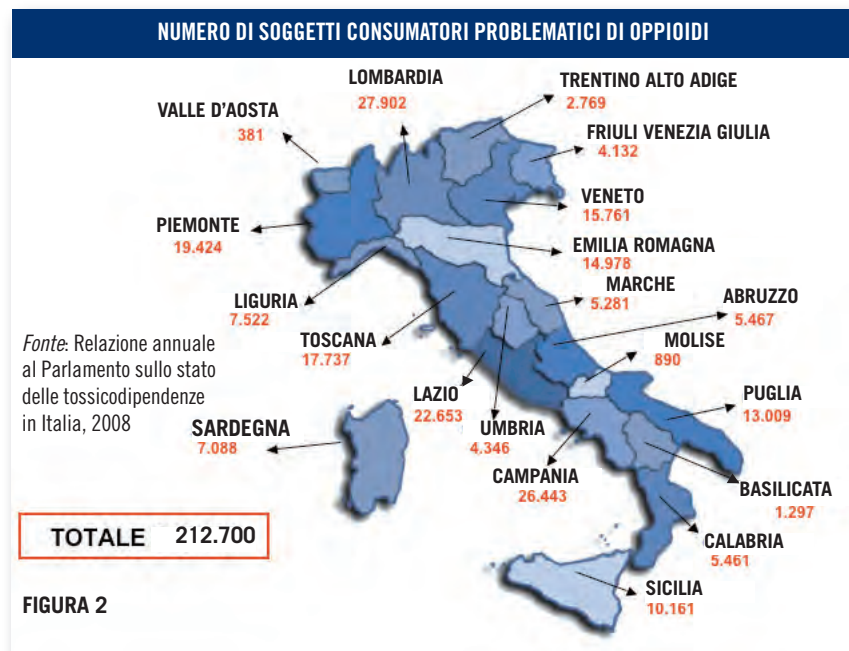 NUMERO DI SOGGETTI CONSUMATORI PROBLEMATICI DI OPPIOIDI
LOMBARDIA
27.902
TRENTINO ALTO ADIGE
2.769
VALLE D'AOSTA
381
FRIULI VENEZIA GIULIA
4.132
VENETO
15.761
PIEMONTE
19.424
EMILIA ROMAGNA
14.978
MARCHE
5.281
LIGURIA
7.522
ABRUZZO
5.467
TOSCANA
17.737
MOLISE
890
Fonte: Relazione annuale
al Parlamento sullo stato
delle tossicodipendenze
in Italia, 2008
LAZIO
22.653
PUGLIA
13.009
UMBRIA
4.346
SARDEGNA
7.088
CAMPANIA
26.443
BASILICATA
1.297
TOTALE 212.700
CALABRIA
5.461
SICILIA
10.161
FIGURA 2